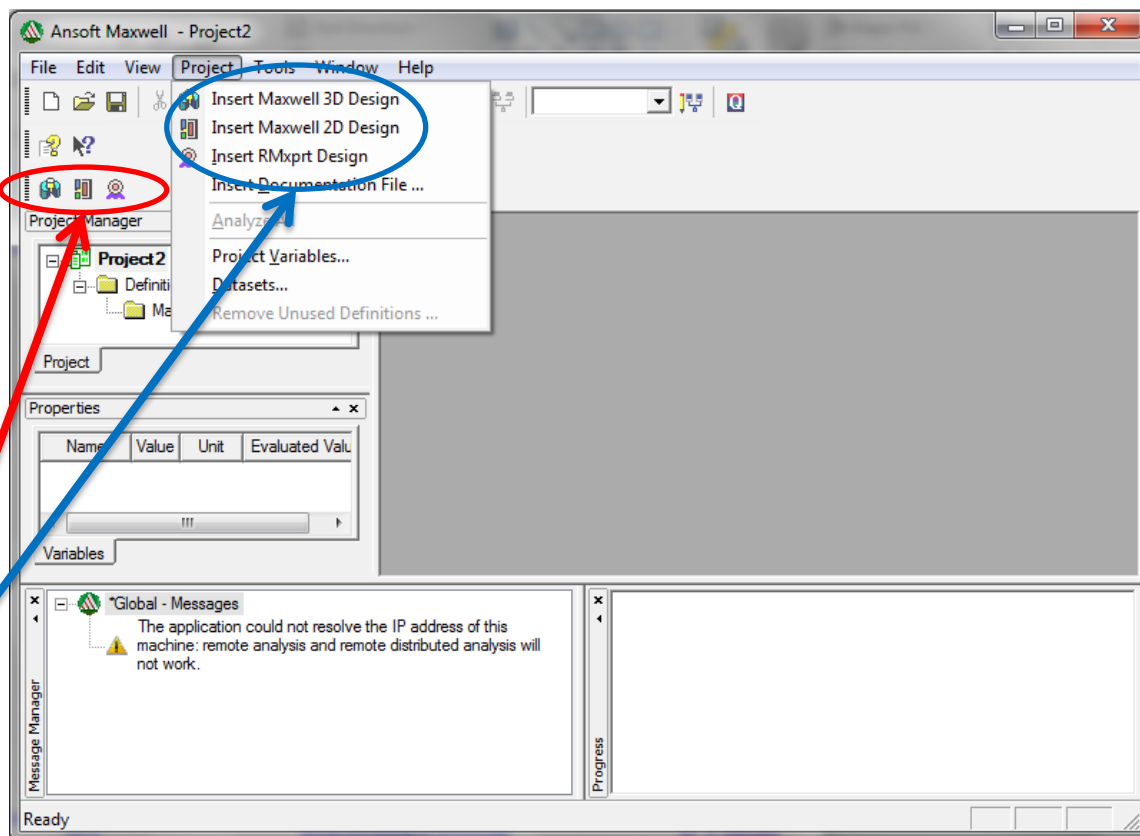 Ansoft Maxwell - Project2
File Edit View Project Tools Window Help
Insert Maxwell 3D Design
Insert Maxwell 2D Design
Insert RMxprt Design
Insert Documentation File ...
Analyze
Project Manager
Project2
Project Variables...
Definiti
Datasets...
Ma
Remove Unused Definitions ...
Project
Properties
Name Value Unit Evaluated Valu
Variables
*Global - Messages
The application could not resolve the IP address of this
machine: remote analysis and remote distributed analysis will
not work.
Message Manager
Progress
Ready